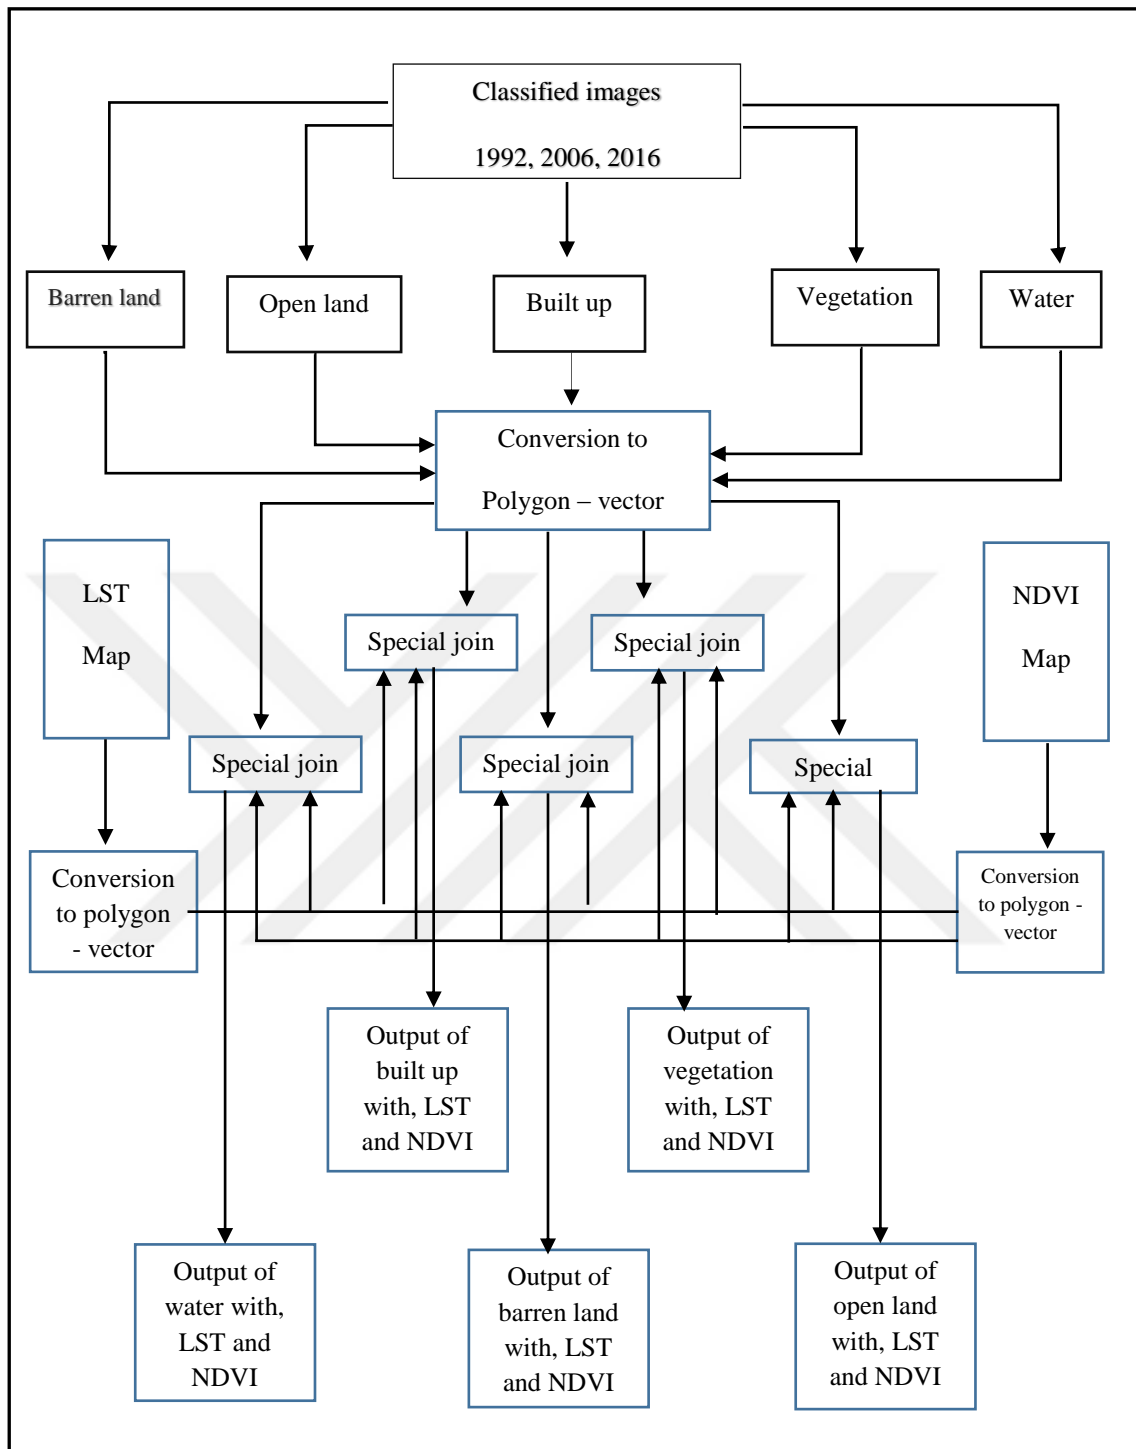 Classified images
1992, 2006, 2016
Barren land
Open land
Built up
Vegetation
Water
Conversion to
Polygon – vector
LST
Map
NDVI
Map
Special join
Special join
Special join
Special join
Special
Conversion
to polygon
- vector
Conversion
to polygon -
vector
Output of
built up
with, LST
and NDVI
Output of
vegetation
with, LST
and NDVI
Output of
water with,
LST and
NDVI
Output of
barren land
with, LST
and NDVI
Output of
open land
with, LST
and NDVI